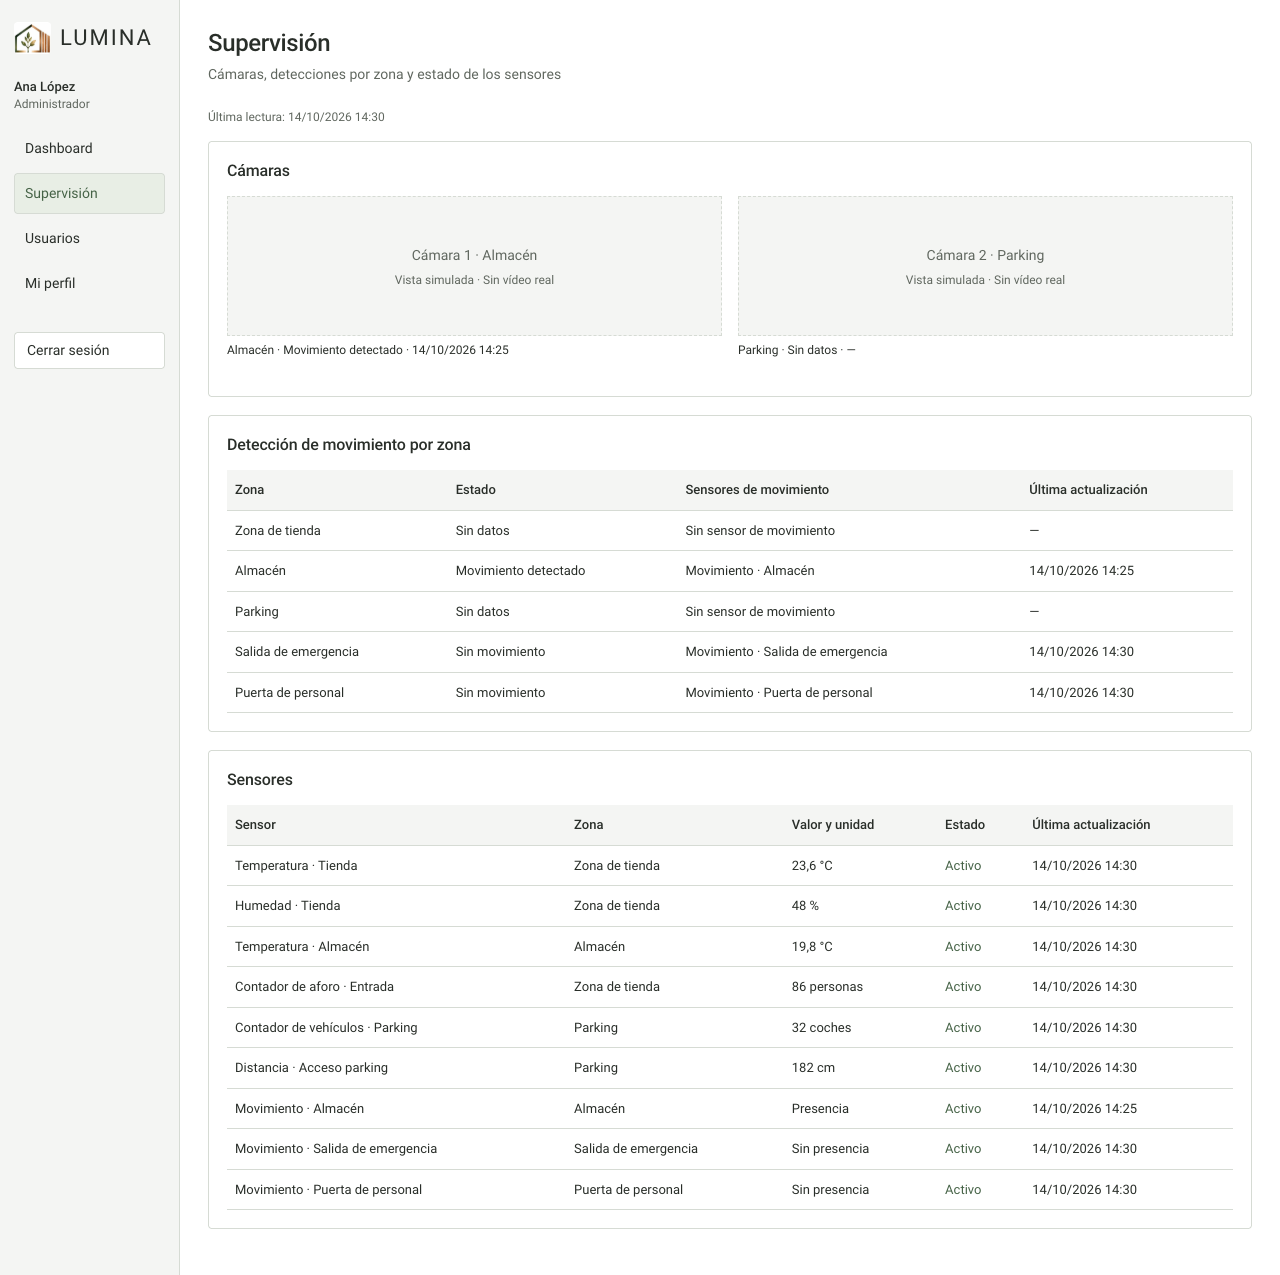 LUMINA
Ana López
Administrador
Dashboard
Supervisión
Usuarios
Mi perfil
Cerrar sesión
Supervisión
Cámaras, detecciones por zona y estado de los sensores
Última lectura: 14/10/2026 14:30
Cámaras
Cámara 1 · Almacén
Vista simulada · Sin vídeo real
Almacén · Movimiento detectado · 14/10/2026 14:25
Cámara 2 · Parking
Vista simulada · Sin vídeo real
Parking · Sin datos · —
Detección de movimiento por zona
Zona Estado Sensores de movimiento Última actualización
Zona de tienda Sin datos Sin sensor de movimiento —
Almacén Movimiento detectado Movimiento · Almacén 14/10/2026 14:25
Parking Sin datos Sin sensor de movimiento —
Salida de emergencia Sin movimiento Movimiento · Salida de emergencia 14/10/2026 14:30
Puerta de personal Sin movimiento Movimiento · Puerta de personal 14/10/2026 14:30
Sensores
Sensor Zona Valor y unidad Estado Última actualización
Temperatura · Tienda Zona de tienda 23,6 °C Activo 14/10/2026 14:30
Humedad · Tienda Zona de tienda 48 % Activo 14/10/2026 14:30
Temperatura · Almacén Almacén 19,8 °C Activo 14/10/2026 14:30
Contador de aforo · Entrada Zona de tienda 86 personas Activo 14/10/2026 14:30
Contador de vehículos · Parking Parking 32 coches Activo 14/10/2026 14:30
Distancia · Acceso parking Parking 182 cm Activo 14/10/2026 14:30
Movimiento · Almacén Almacén Presencia Activo 14/10/2026 14:25
Movimiento · Salida de emergencia Salida de emergencia Sin presencia Activo 14/10/2026 14:30
Movimiento · Puerta de personal Puerta de personal Sin presencia Activo 14/10/2026 14:30